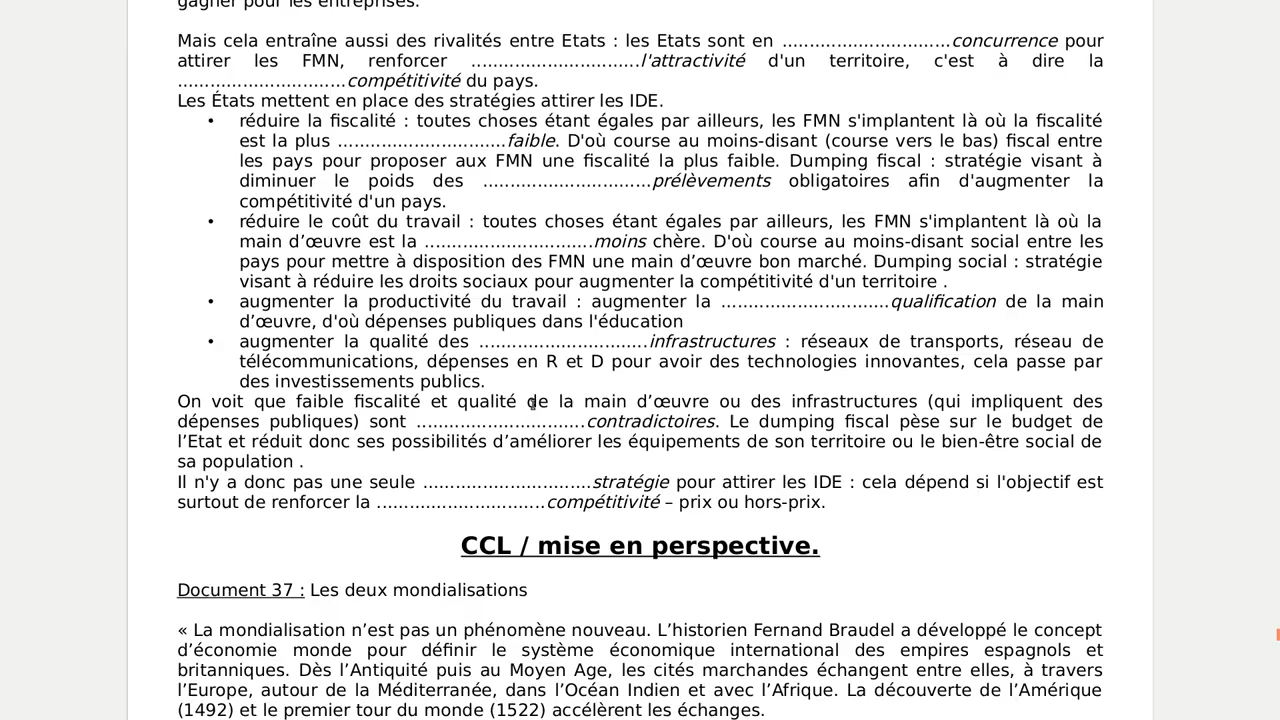 gagner pour les entreprises.
Mais cela entraîne aussi des rivalités entre Etats : les Etats sont en ...............................concurrence pour
attirer les FMN, renforcer ...............................l'attractivité d'un territoire, c'est à dire la
...............................compétitivité du pays.
Les États mettent en place des stratégies attirer les IDE.
• réduire la fiscalité : toutes choses étant égales par ailleurs, les FMN s'implantent là où la fiscalité
est la plus ...............................faible. D'où course au moins-disant (course vers le bas) fiscal entre
les pays pour proposer aux FMN une fiscalité la plus faible. Dumping fiscal : stratégie visant à
diminuer le poids des ...............................prélèvements obligatoires afin d'augmenter la
compétitivité d'un pays.
• réduire le coût du travail : toutes choses étant égales par ailleurs, les FMN s'implantent là où la
main d’œuvre est la ...............................moins chère. D'où course au moins-disant social entre les
pays pour mettre à disposition des FMN une main d’œuvre bon marché. Dumping social : stratégie
visant à réduire les droits sociaux pour augmenter la compétitivité d'un territoire .
• augmenter la productivité du travail : augmenter la ...............................qualification de la main
d’œuvre, d'où dépenses publiques dans l'éducation
• augmenter la qualité des ...............................infrastructures : réseaux de transports, réseau de
télécommunications, dépenses en R et D pour avoir des technologies innovantes, cela passe par
des investissements publics.
On voit que faible fiscalité et qualité de la main d’œuvre ou des infrastructures (qui impliquent des
dépenses publiques) sont ...............................contradictoires. Le dumping fiscal pèse sur le budget de
l’Etat et réduit donc ses possibilités d’améliorer les équipements de son territoire ou le bien-être social de
sa population .
Il n'y a donc pas une seule ...............................stratégie pour attirer les IDE : cela dépend si l'objectif est
surtout de renforcer la ...............................compétitivité – prix ou hors-prix.
CCL / mise en perspective.
Document 37 : Les deux mondialisations
« La mondialisation n’est pas un phénomène nouveau. L’historien Fernand Braudel a développé le concept
d’économie monde pour définir le système économique international des empires espagnols et
britanniques. Dès l’Antiquité puis au Moyen Age, les cités marchandes échangent entre elles, à travers
l’Europe, autour de la Méditerranée, dans l’Océan Indien et avec l’Afrique. La découverte de l’Amérique
(1492) et le premier tour du monde (1522) accélèrent les échanges.